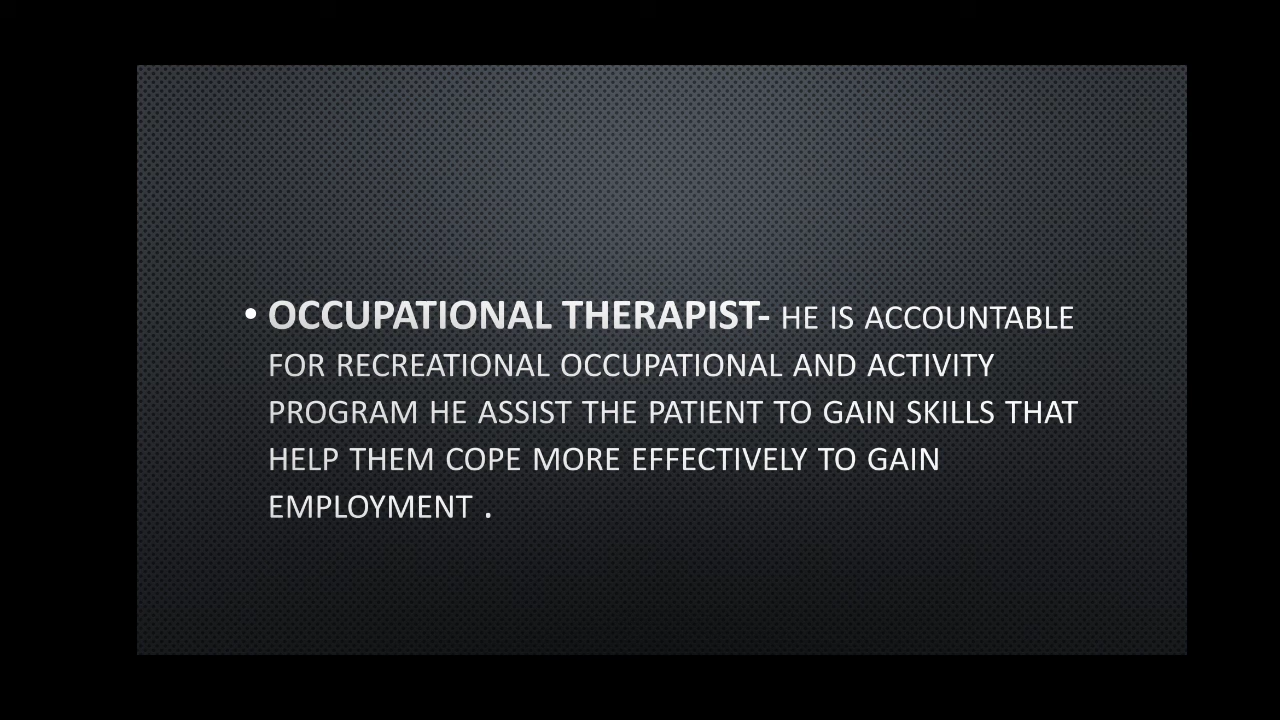 • OCCUPATIONAL THERAPIST- HE IS ACCOUNTABLE
FOR RECREATIONAL OCCUPATIONAL AND ACTIVITY
PROGRAM HE ASSIST THE PATIENT TO GAIN SKILLS THAT
HELP THEM COPE MORE EFFECTIVELY TO GAIN
EMPLOYMENT .